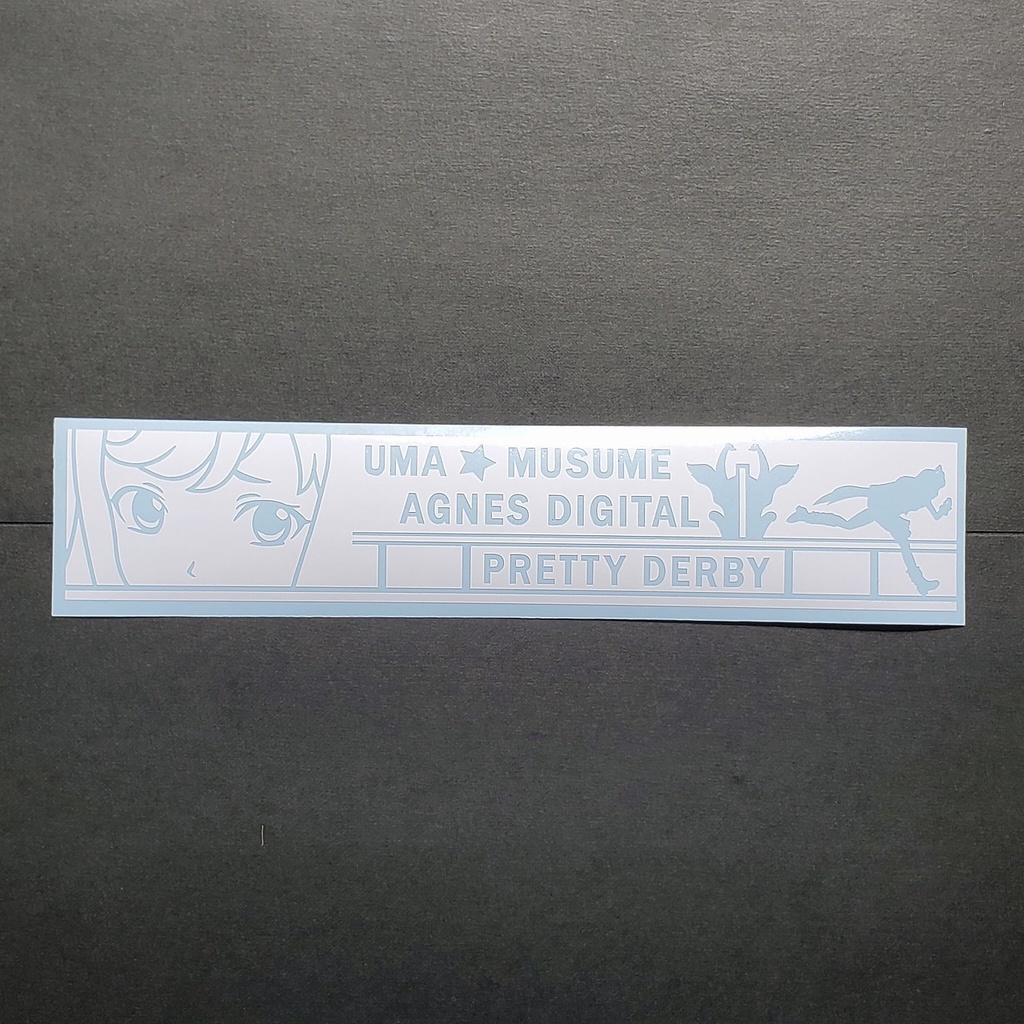 UMA ★ MUSUME
AGNES DIGITAL
PRETTY DERBY